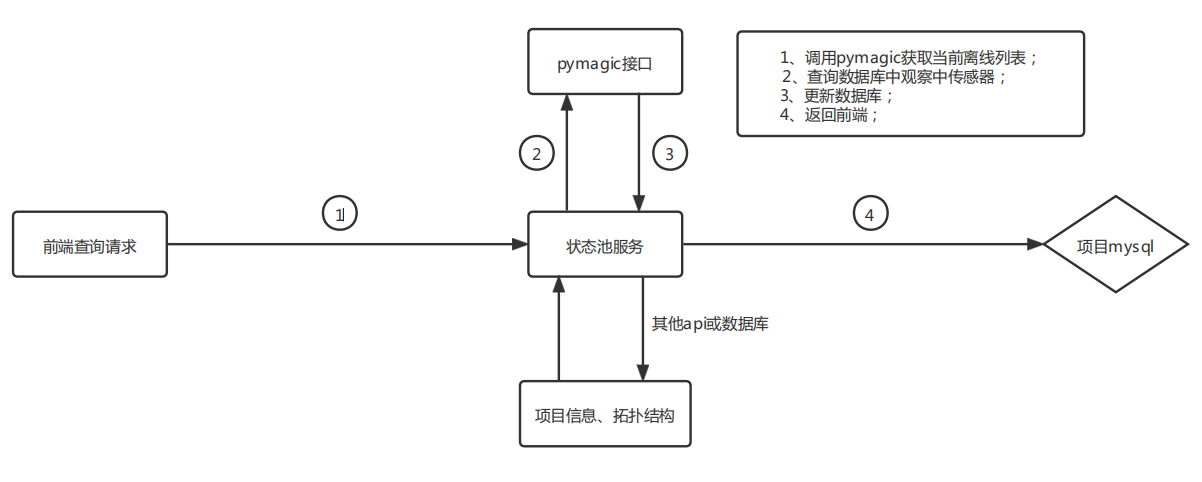 pymagic接口
1、调用pymagic获取当前离线列表；
2、查询数据库中观察中传感器；
3、更新数据库；
4、返回前端；
2
3
1
4
前端查询请求
状态池服务
项目mysql
其他api或数据库
项目信息、拓扑结构